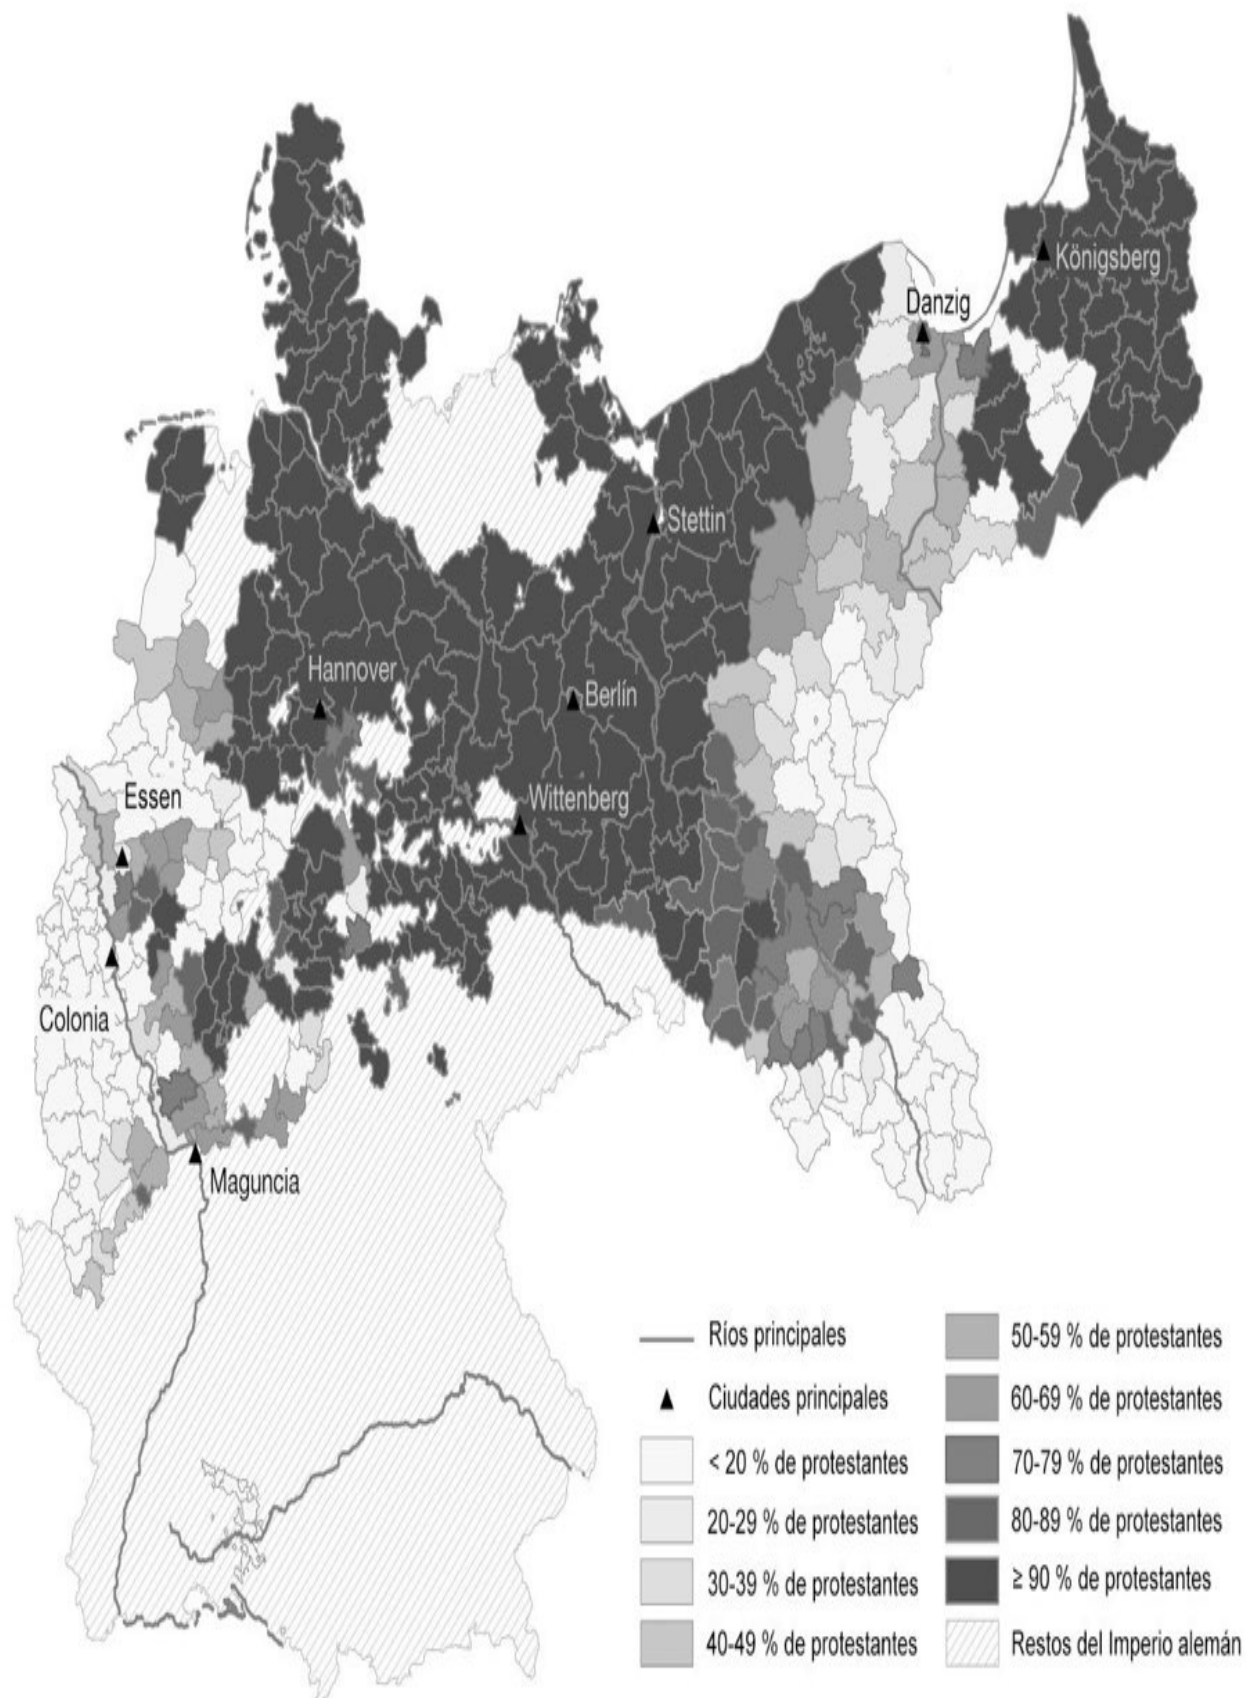 Königsberg
Danzig
Stettin
Hannover
Berlín
Essen
Wittenberg
Colonia
Maguncia
Ríos principales
Ciudades principales
< 20 % de protestantes
20-29 % de protestantes
30-39 % de protestantes
40-49 % de protestantes
50-59 % de protestantes
60-69 % de protestantes
70-79 % de protestantes
80-89 % de protestantes
≥ 90 % de protestantes
Restos del Imperio alemán